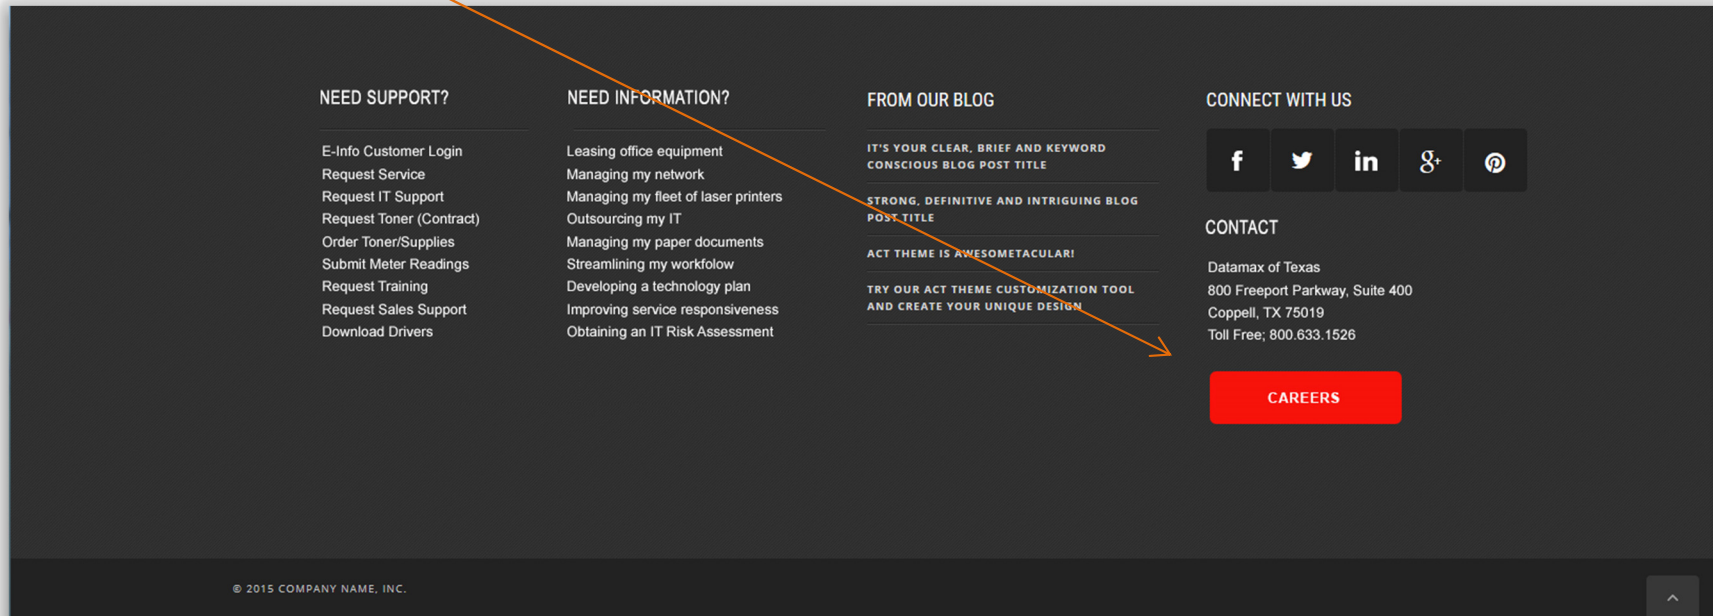 NEED SUPPORT?
E-Info Customer Login
Request Service
Request IT Support
Request Toner (Contract)
Order Toner/Supplies
Submit Meter Readings
Request Training
Request Sales Support
Download Drivers
NEED INFORMATION?
Leasing office equipment
Managing my network
Managing my fleet of laser printers
Outsourcing my IT
Managing my paper documents
Streamlining my workfolow
Developing a technology plan
Improving service responsiveness
Obtaining an IT Risk Assessment
FROM OUR BLOG
IT'S YOUR CLEAR, BRIEF AND KEYWORD
CONSCIOUS BLOG POST TITLE
STRONG, DEFINITIVE AND INTRIGUING BLOG
POST TITLE
ACT THEME IS AWESOMETACULAR!
TRY OUR ACT THEME CUSTOMIZATION TOOL
AND CREATE YOUR UNIQUE DESIGN
CONNECT WITH US
f in g+
CONTACT
Datamax of Texas
800 Freeport Parkway, Suite 400
Coppell, TX 75019
Toll Free; 800.633.1526
CAREERS
© 2015 COMPANY NAME, INC.